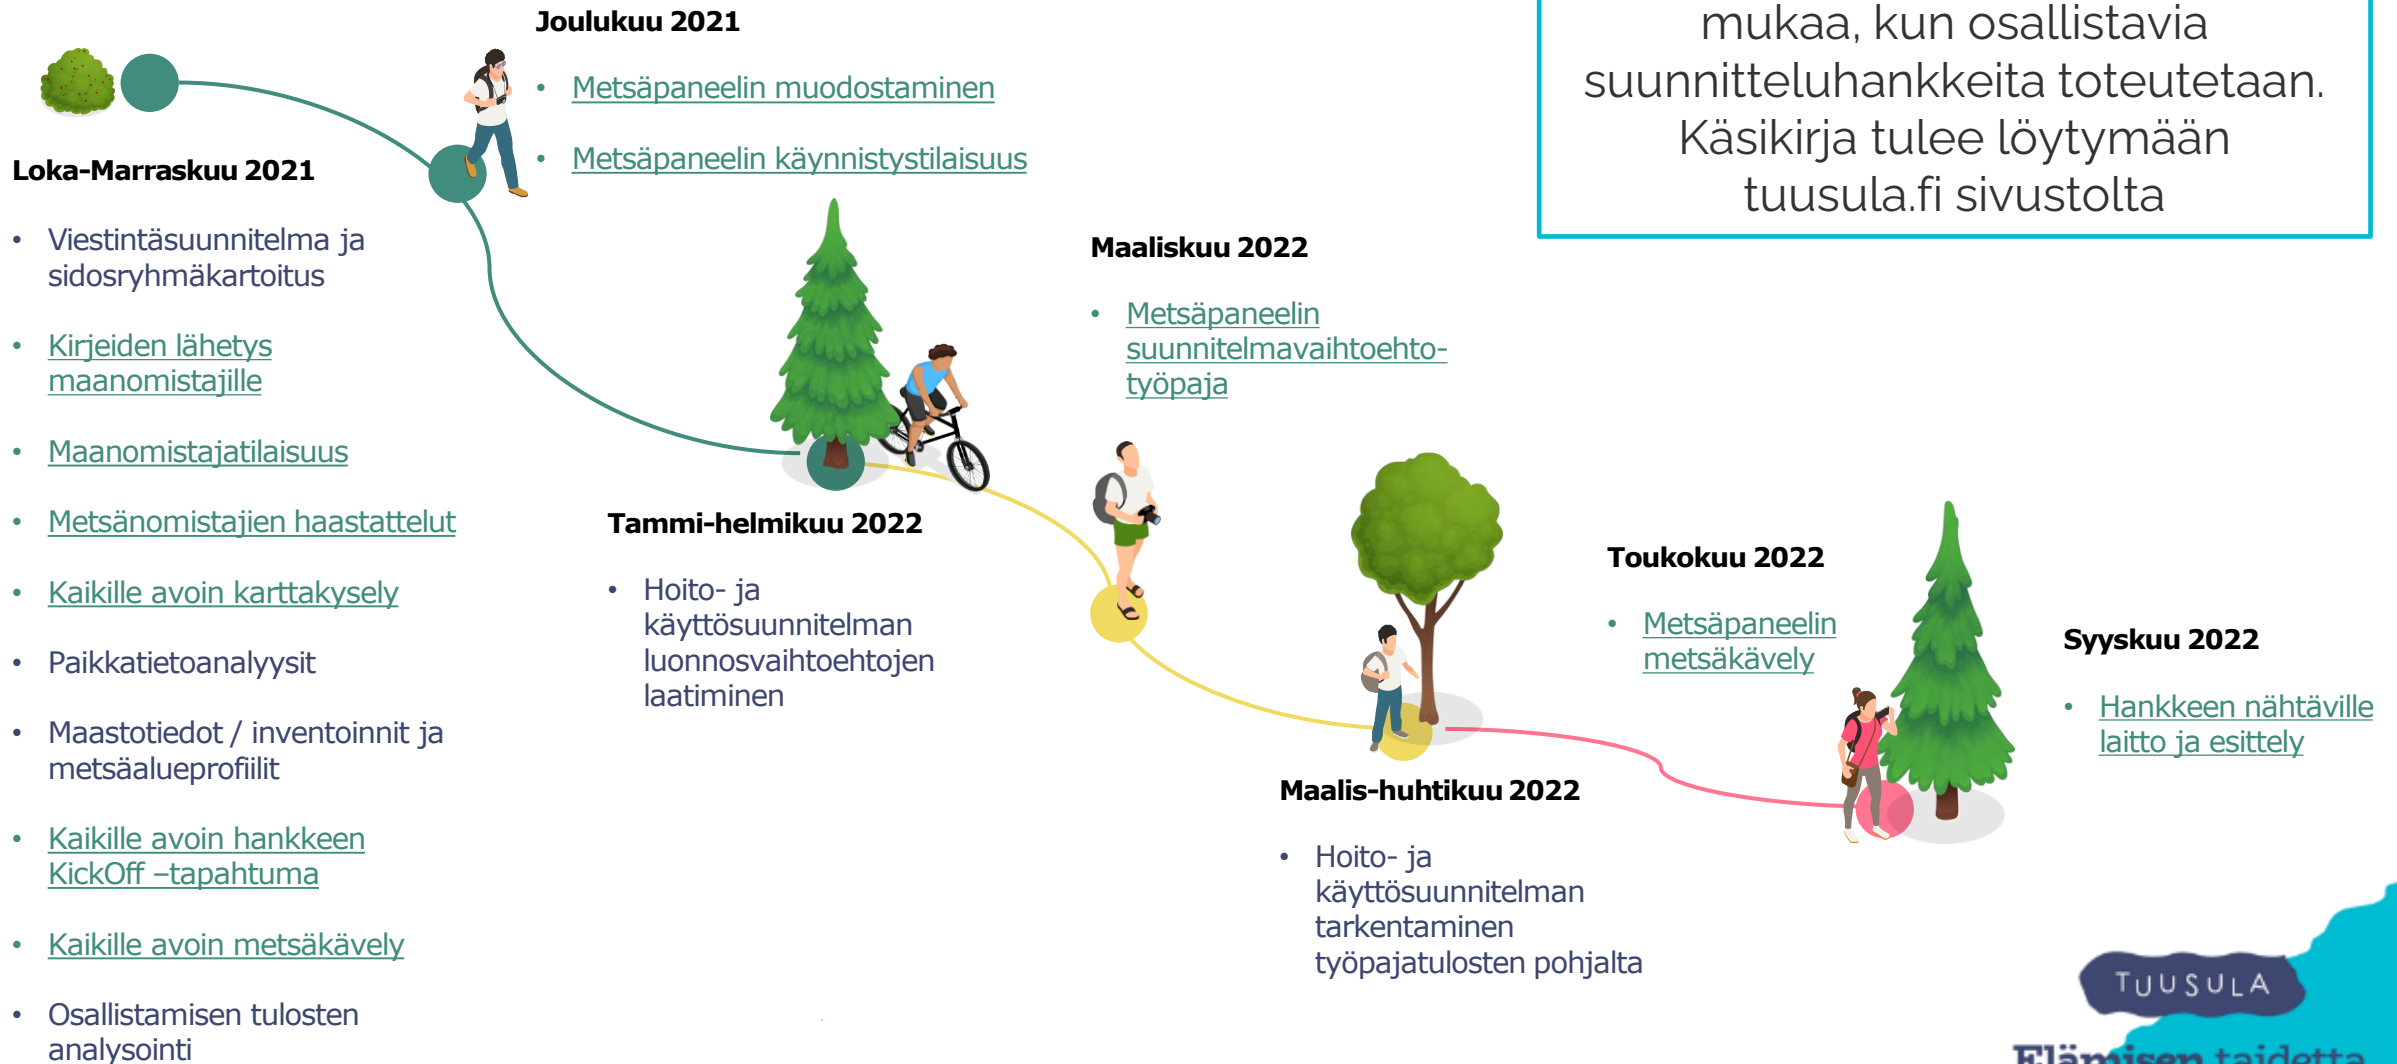 Joulukuu 2021
• Metsäpaneelin muodostaminen
• Metsäpaneelin käynnistystilaisuus
mukaa, kun osallistavia
suunnitteluhankkeita toteutetaan.
Käsikirja tulee löytymään
tuusula.fi sivustolta
Loka-Marraskuu 2021
• Viestintäsuunnitelma ja
sidosryhmäkartoitus
• Kirjeiden lähetys
maanomistajille
• Maanomistajatilaisuus
• Metsänomistajien haastattelut
• Kaikille avoin karttakysely
• Paikkatietoanalyysit
• Maastotiedot / inventoinnit ja
metsäalueprofiilit
• Kaikille avoin hankkeen
KickOff –tapahtuma
• Kaikille avoin metsäkävely
• Osallistamisen tulosten
analysointi
Tammi-helmikuu 2022
• Hoito- ja
käyttösuunnitelman
luonnosvaihtoehtojen
laatiminen
Maaliskuu 2022
• Metsäpaneelin
suunnitelmavaihtoehto-
työpaja
Maalis-huhtikuu 2022
• Hoito- ja
käyttösuunnitelman
tarkentaminen
työpajatulosten pohjalta
Toukokuu 2022
• Metsäpaneelin
metsäkävely
Syyskuu 2022
• Hankkeen nähtäville
laitto ja esittely
TUUSULA
Elämisen taidetta